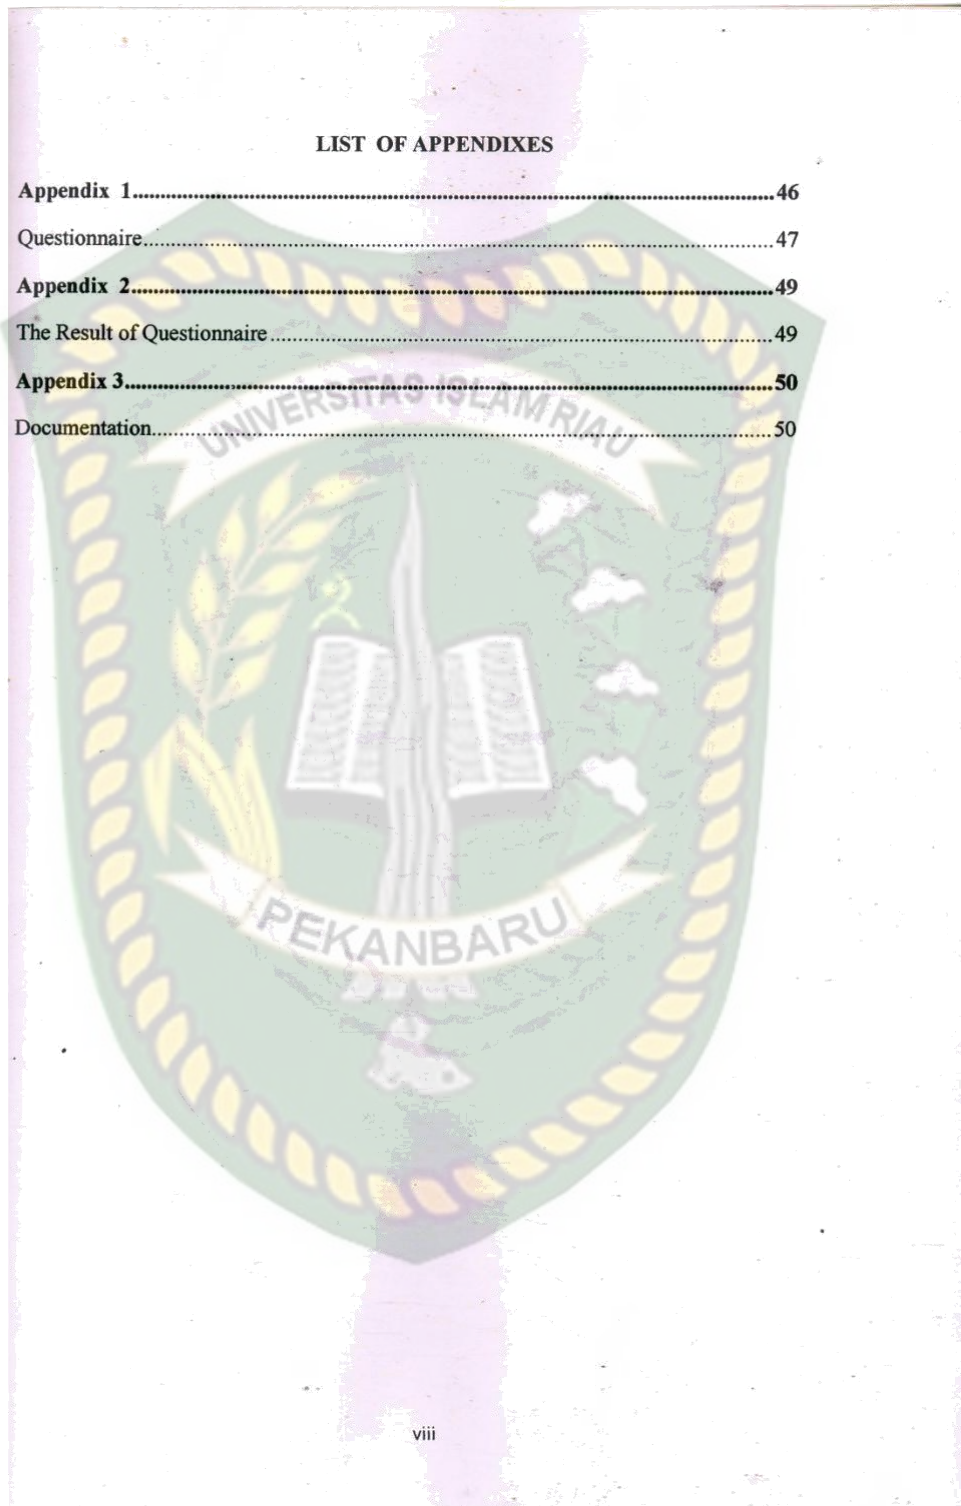 LIST OF APPENDIXES
Appendix 1........................................46
Questionnaire........................................47
Appendix 2........................................49
The Result of Questionnaire........................................49
Appendix 3........................................50
Documentation........................................50
UNIVERSITAS ISLAM RIAU
PEKANBARU
viii